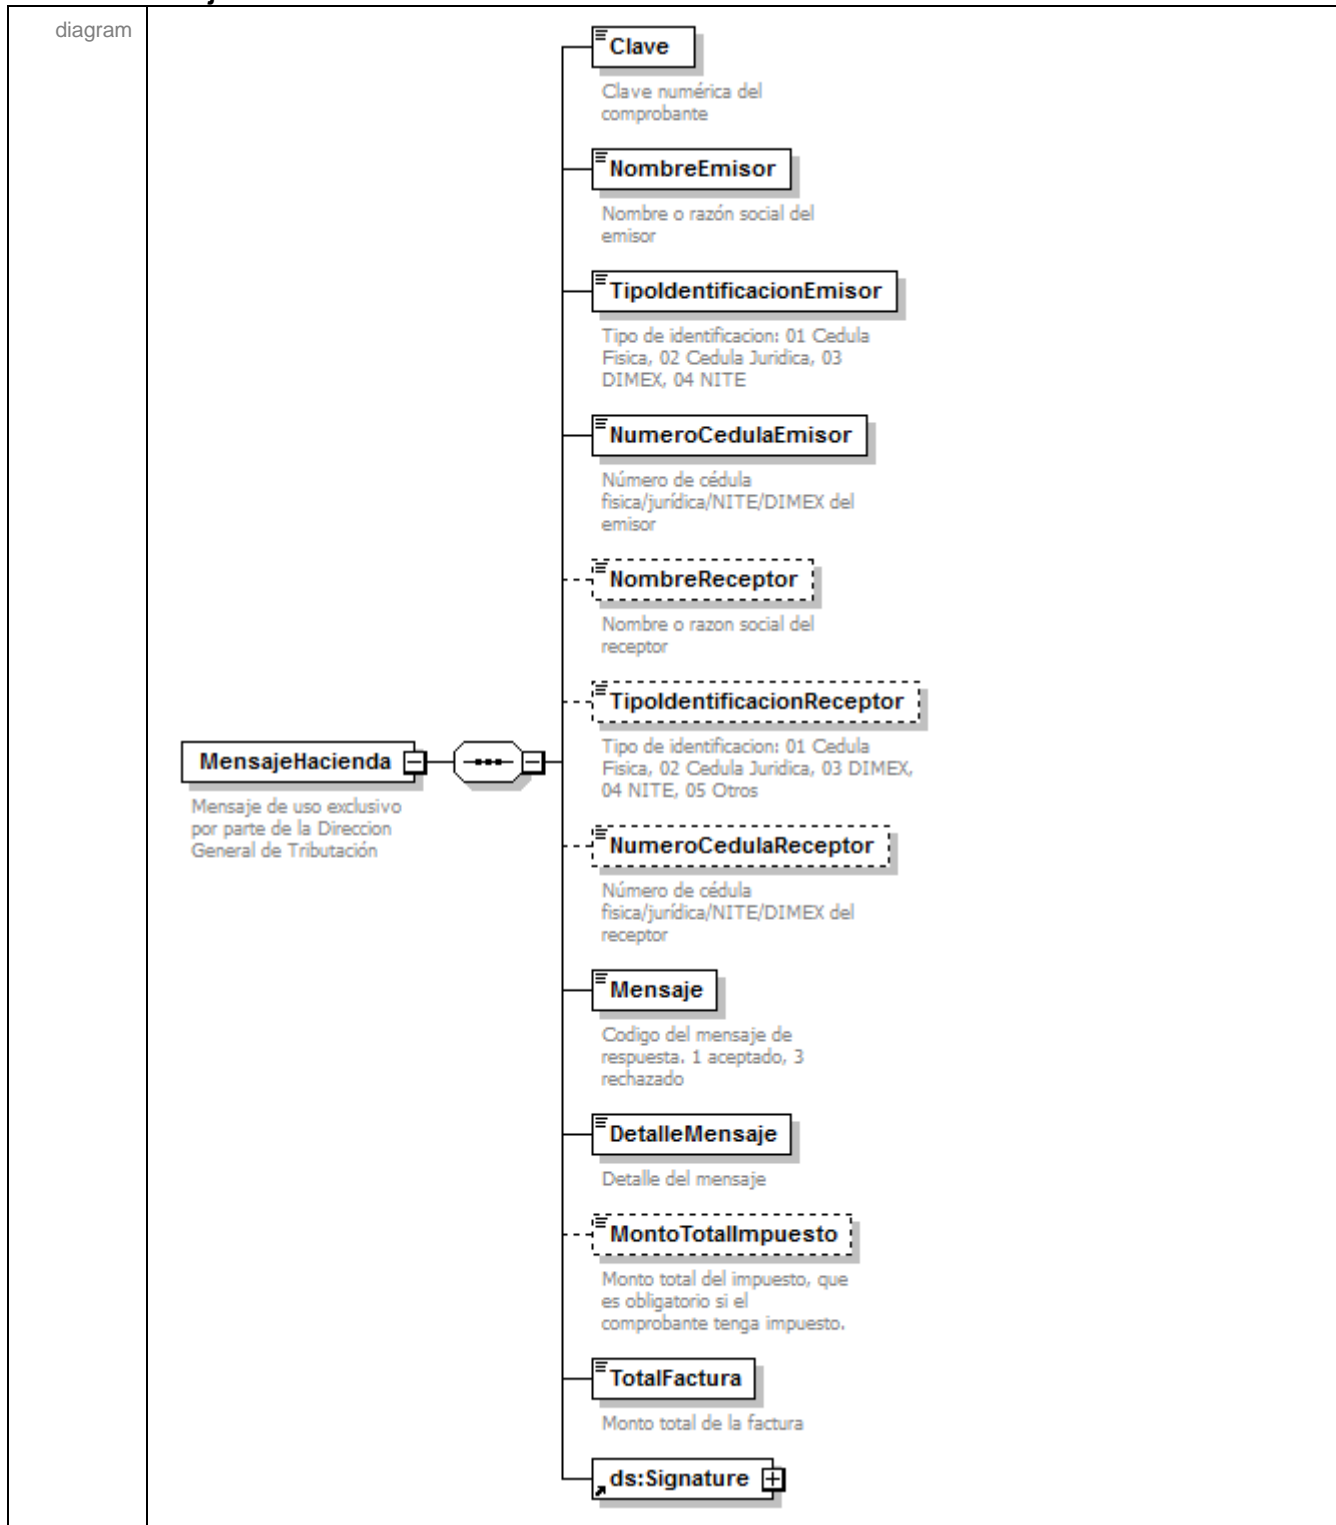 diagram
Clave
Clave numérica del
comprobante
NombreEmisor
Nombre o razón social del
emisor
TipoIdentificacionEmisor
Tipo de identificacion: 01 Cedula
Fisica, 02 Cedula Juridica, 03
DIMEX, 04 NITE
NumeroCedulaEmisor
Número de cédula
fisica/jurídica/NITE/DIMEX del
emisor
NombreReceptor
Nombre o razon social del
receptor
TipoIdentificacionReceptor
Tipo de identificacion: 01 Cedula
Fisica, 02 Cedula Juridica, 03 DIMEX,
04 NITE, 05 Otros
MensajeHacienda
Mensaje de uso exclusivo
por parte de la Direccion
General de Tributación
NumeroCedulaReceptor
Número de cédula
fisica/jurídica/NITE/DIMEX del
receptor
Mensaje
Codigo del mensaje de
respuesta. 1 aceptado, 3
rechazado
DetalleMensaje
Detalle del mensaje
MontoTotalImpuesto
Monto total del impuesto, que
es obligatorio si el
comprobante tenga impuesto.
TotalFactura
Monto total de la factura
ds:Signature